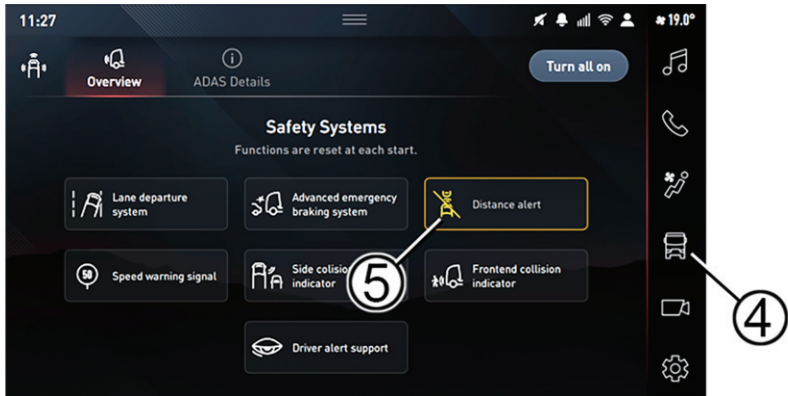 11:27
19.0°
Overview
ADAS Details
Turn all on
Safety Systems
Functions are reset at each start.
Lane departure
system
Advanced emergency
braking system
Distance alert
50
Speed warning signal
Side colision
indicator
Frontend collision
indicator
Driver alert support
5
4